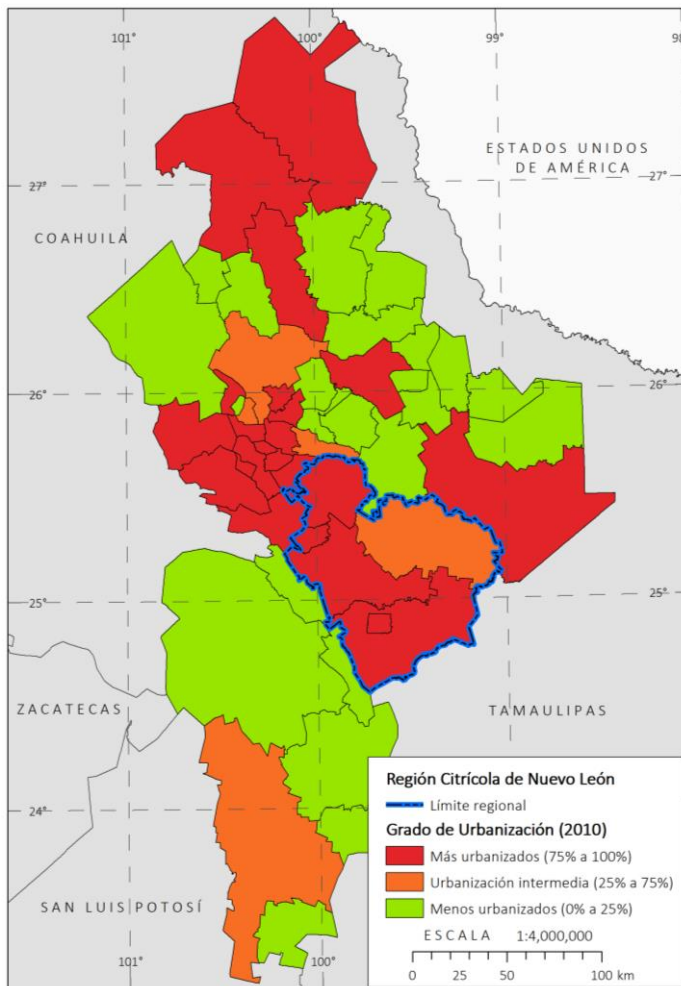 101°
100°
99°
98
ESTADOS UNIDOS
DE AMÉRICA
27°
27°
COAHUILA
26°
26°
25°
25°
ZACATECAS
TAMAULIPAS
24°
SAN LUIS POTOSÍ
101°
100°
Región Citrícola de Nuevo León
Límite regional
Grado de Urbanización (2010)
Más urbanizados (75% a 100%)
Urbanización intermedia (25% a 75%)
Menos urbanizados (0% a 25%)
ESCALA 1:4,000,000
0 25 50 100 km